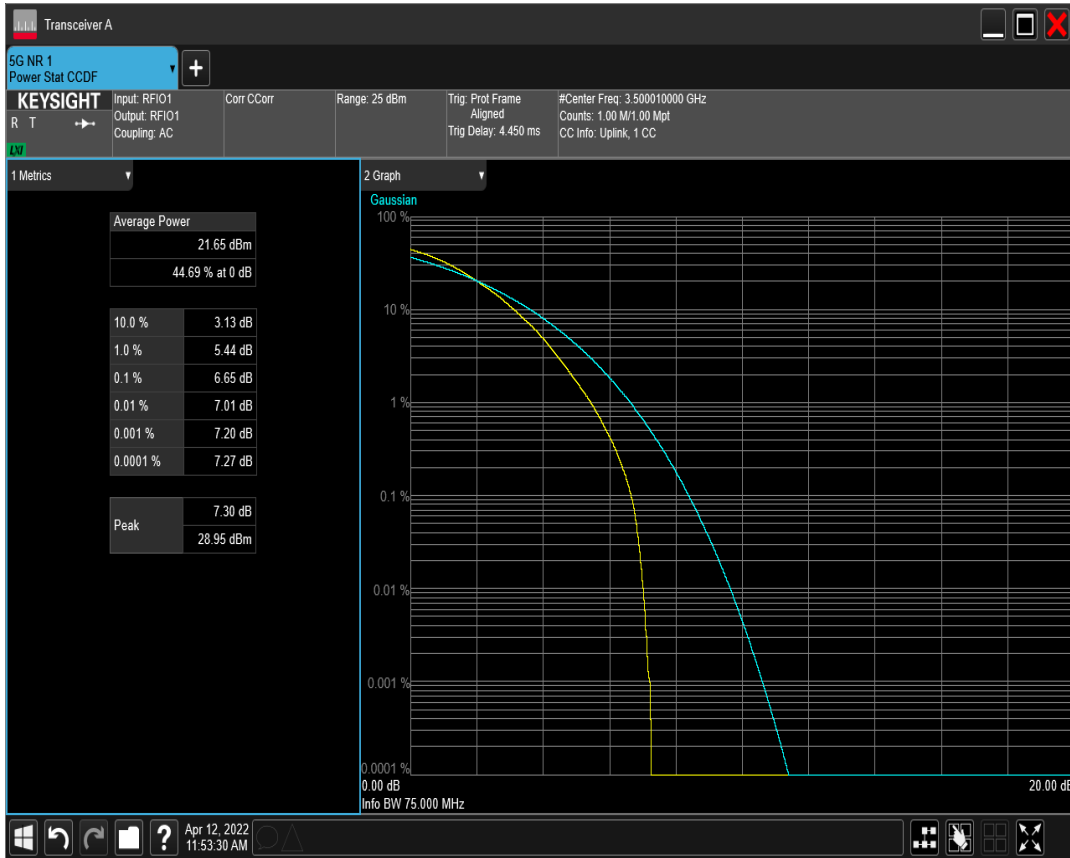 Transceiver A
5G NR 1
Power Stat CCDF
KEYSIGHT
R T
LXI
Input: RFIO1
Output: RFIO1
Coupling: AC
Corr CCorr
Range: 25 dBm
Trig: Prot Frame
Aligned
Trig Delay: 4.450 ms
#Center Freq: 3.500010000 GHz
Counts: 1.00 M/1.00 Mpt
CC Info: Uplink, 1 CC
1 Metrics
Average Power
21.65 dBm
44.69 % at 0 dB
10.0 % 3.13 dB
1.0 % 5.44 dB
0.1 % 6.65 dB
0.01 % 7.01 dB
0.001 % 7.20 dB
0.0001 % 7.27 dB
Peak
7.30 dB
28.95 dBm
2 Graph
Gaussian
100 %
10 %
1 %
0.1 %
0.01 %
0.001 %
0.0001 %
0.00 dB
20.00 dB
Info BW 75.000 MHz
?
Apr 12, 2022
11:53:30 AM